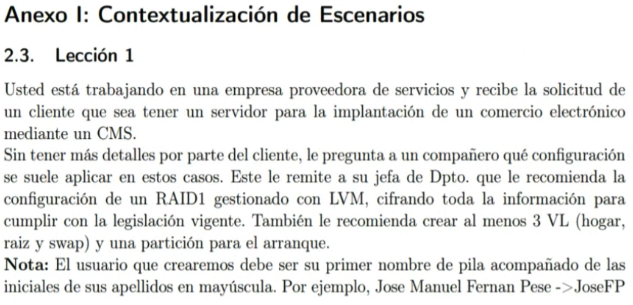 Anexo I: Contextualización de Escenarios
2.3. Lección 1
Usted está trabajando en una empresa proveedora de servicios y recibe la solicitud de
un cliente que sea tener un servidor para la implantación de un comercio electrónico
mediante un CMS.
Sin tener más detalles por parte del cliente, le pregunta a un compañero qué configuración
se suele aplicar en estos casos. Este le remite a su jefa de Dpto. que le recomienda la
configuración de un RAID1 gestionado con LVM, cifrando toda la información para
cumplir con la legislación vigente. También le recomienda crear al menos 3 VL (hogar,
raiz y swap) y una partición para el arranque.
Nota: El usuario que crearemos debe ser su primer nombre de pila acompañado de las
iniciales de sus apellidos en mayúscula. Por ejemplo, Jose Manuel Fernan Pese ->JoseFP